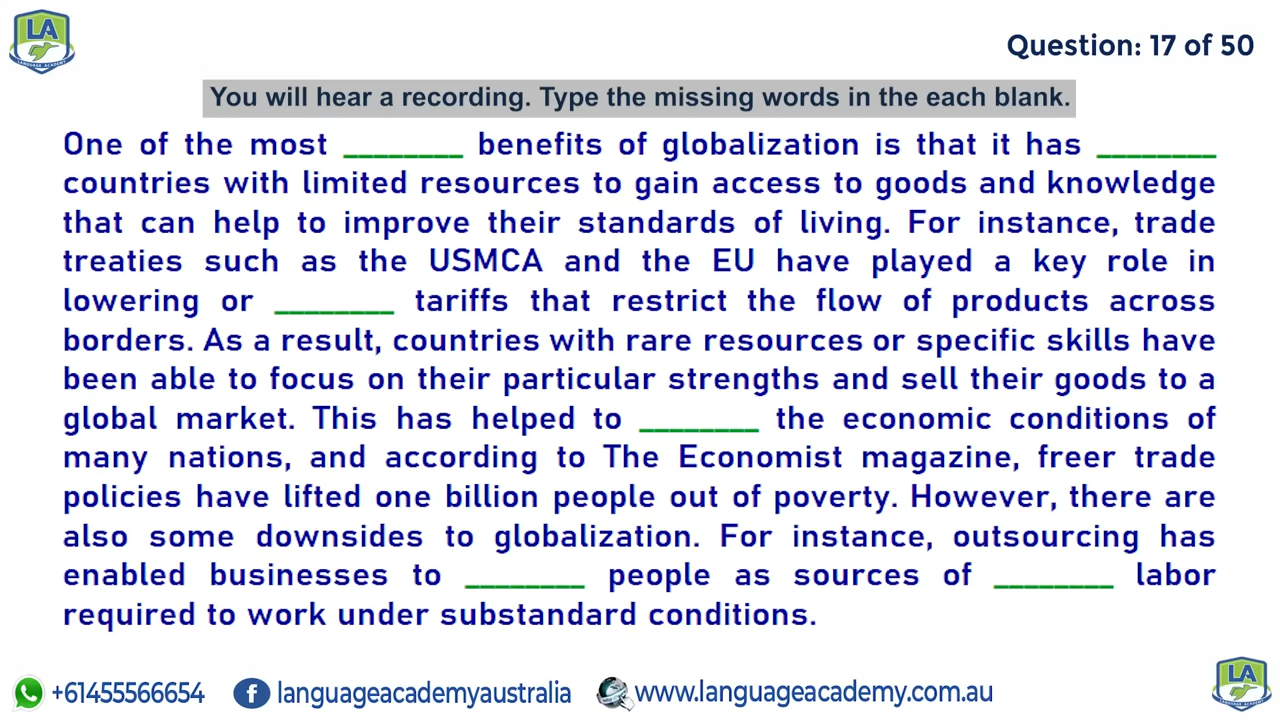 LA
LANGUAGE ACADEMY
Question: 17 of 50
You will hear a recording. Type the missing words in the each blank.
One of the most ________ benefits of globalization is that it has ________
countries with limited resources to gain access to goods and knowledge
that can help to improve their standards of living. For instance, trade
treaties such as the USMCA and the EU have played a key role in
lowering or ________ tariffs that restrict the flow of products across
borders. As a result, countries with rare resources or specific skills have
been able to focus on their particular strengths and sell their goods to a
global market. This has helped to ________ the economic conditions of
many nations, and according to The Economist magazine, freer trade
policies have lifted one billion people out of poverty. However, there are
also some downsides to globalization. For instance, outsourcing has
enabled businesses to ________ people as sources of ________ labor
required to work under substandard conditions.
+61455566654 languageacademyaustralia www.languageacademy.com.au
LA
LANGUAGE ACADEMY